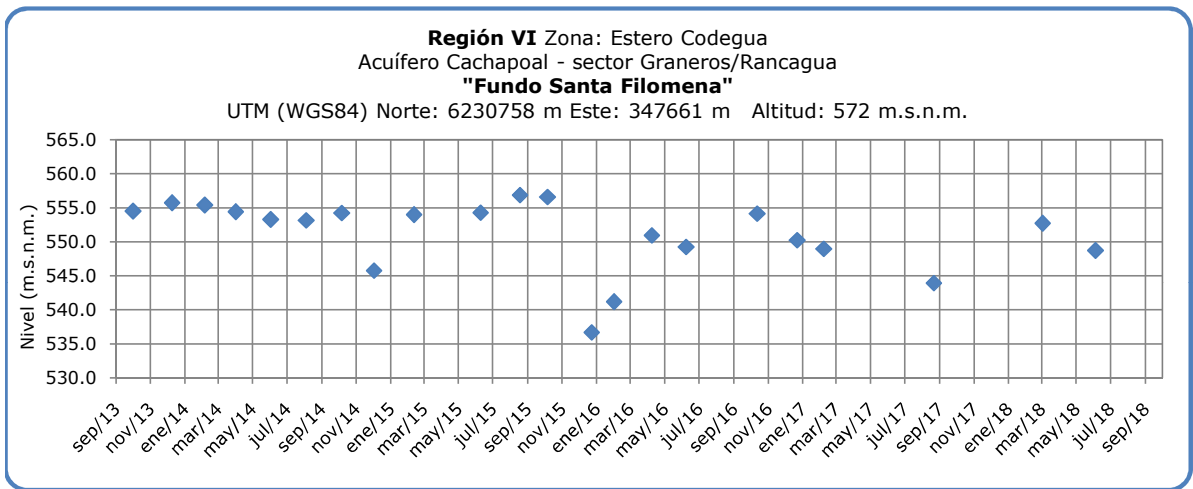 Región VI Zona: Estero Codegua
Acuífero Cachapoal - sector Graneros/Rancagua
"Fundo Santa Filomena"
UTM (WGS84) Norte: 6230758 m Este: 347661 m Altitud: 572 m.s.n.m.
Nivel (m.s.n.m.)
565.0
560.0
555.0
550.0
545.0
540.0
535.0
530.0
sep/13
nov/13
ene/14
mar/14
may/14
jul/14
sep/14
nov/14
ene/15
mar/15
may/15
jul/15
sep/15
nov/15
ene/16
mar/16
may/16
jul/16
sep/16
nov/16
ene/17
mar/17
may/17
jul/17
sep/17
nov/17
ene/18
mar/18
may/18
jul/18
sep/18